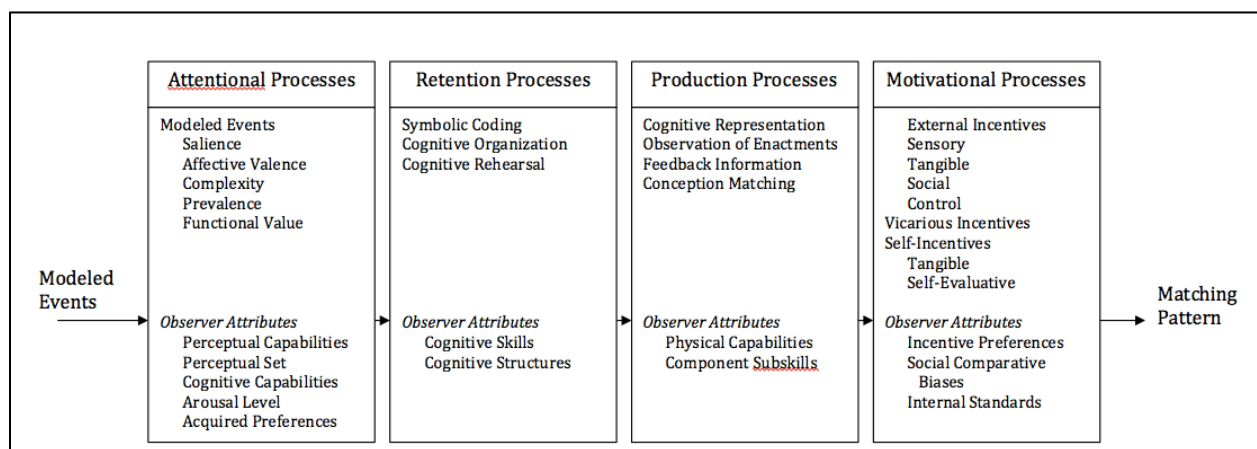 Modeled
Events
Attentional Processes
Modeled Events
Salience
Affective Valence
Complexity
Prevalence
Functional Value
Observer Attributes
Perceptual Capabilities
Perceptual Set
Cognitive Capabilities
Arousal Level
Acquired Preferences
Retention Processes
Symbolic Coding
Cognitive Organization
Cognitive Rehearsal
Observer Attributes
Cognitive Skills
Cognitive Structures
Production Processes
Cognitive Representation
Observation of Enactments
Feedback Information
Conception Matching
Observer Attributes
Physical Capabilities
Component Subskills
Motivational Processes
External Incentives
Sensory
Tangible
Social
Control
Vicarious Incentives
Self-Incentives
Tangible
Self-Evaluative
Observer Attributes
Incentive Preferences
Social Comparative
Biases
Internal Standards
Matching
Pattern